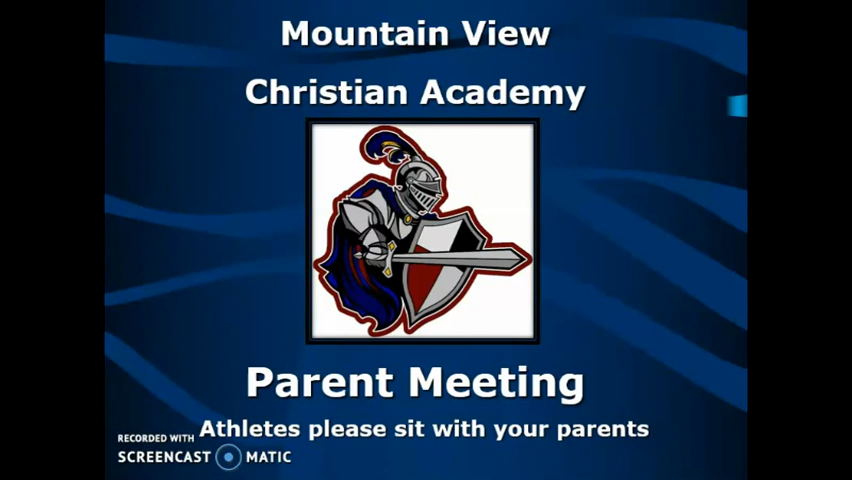 Mountain View
Christian Academy
Parent Meeting
Athletes please sit with your parents
RECORDED WITH
SCREENCAST MATIC